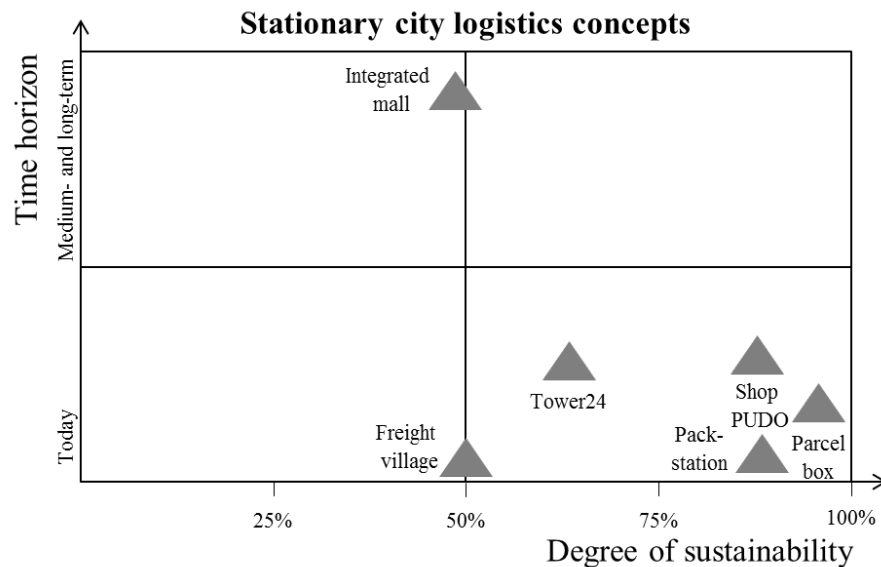 Stationary city logistics concepts
Time horizon
Medium- and long-term
Today
Integrated
mall
Tower24
Shop
PUDO
Parcel
box
Pack-
station
Freight
village
25%
50%
75%
100%
Degree of sustainability